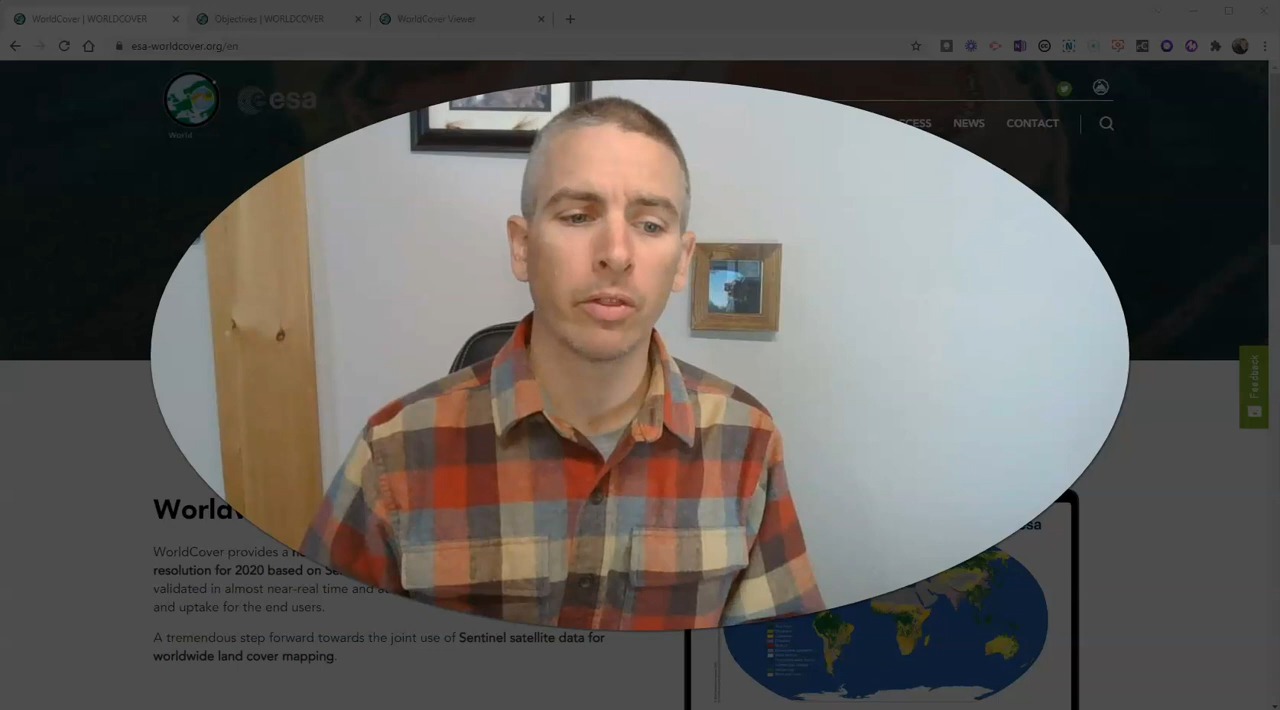 WorldCover | WORLDCOVER
Objectives | WORLDCOVER
WorldCover Viewer
esa-worldcover.org/en
esa
World
NEWS
CONTACT
Feedback
WorldCover provides a
resolution for 2020 based on
validated in almost near-real time and
and uptake for the end users.
A tremendous step forward towards the joint use of Sentinel satellite data for
worldwide land cover mapping.